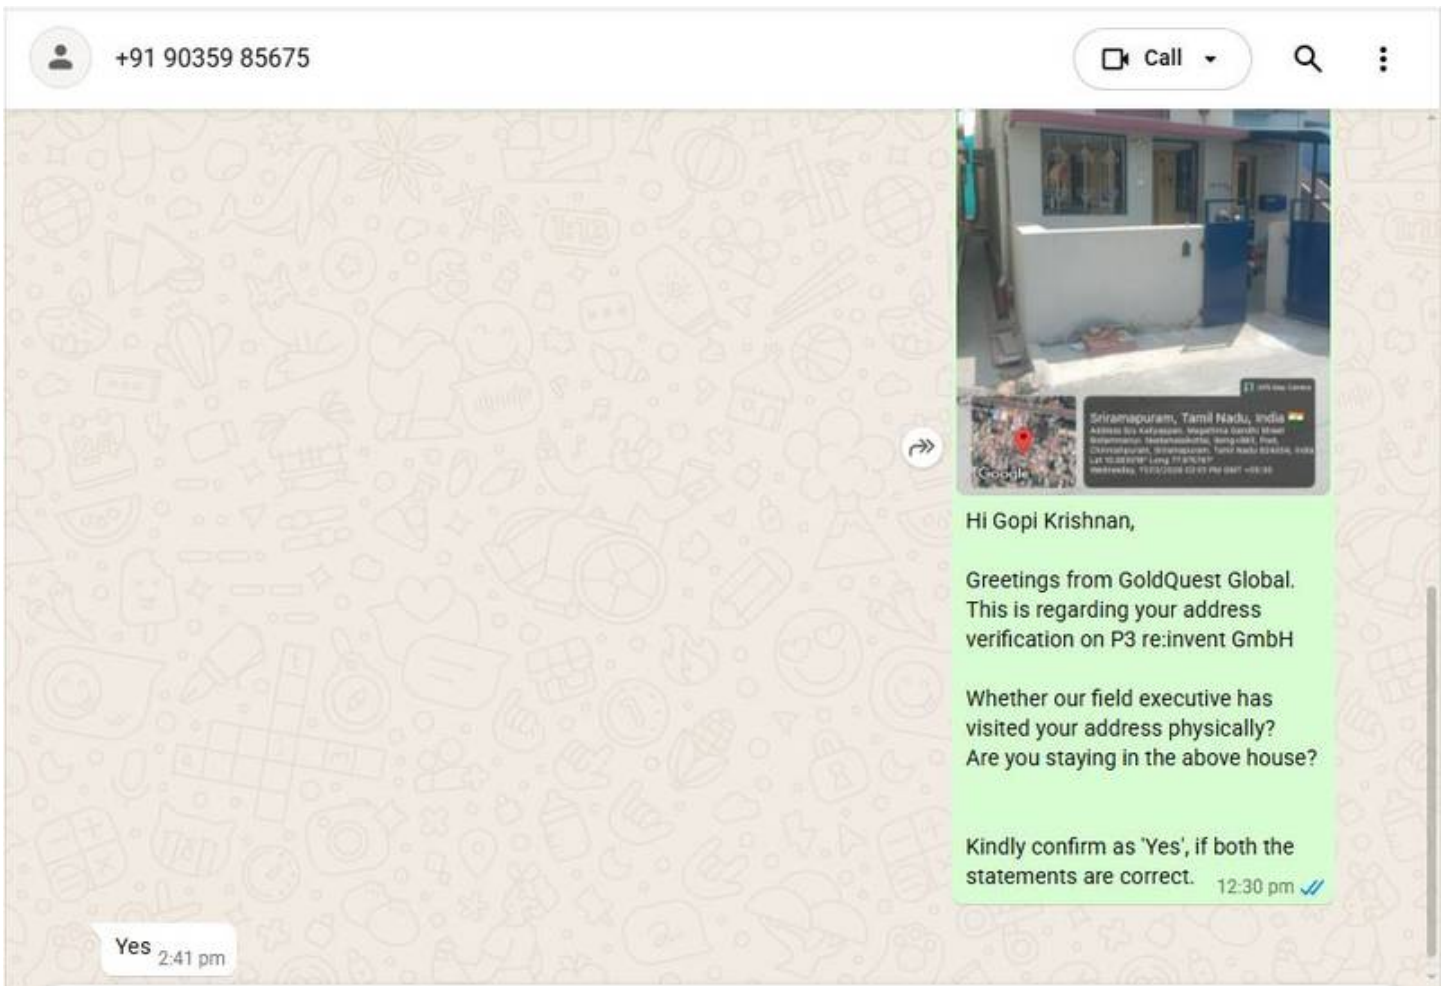 +91 90359 85675
Call
GPS Map Camera
Sriramapuram, Tamil Nadu, India
Google
Hi Gopi Krishnan,
Greetings from GoldQuest Global.
This is regarding your address
verification on P3 re:invent GmbH
Whether our field executive has
visited your address physically?
Are you staying in the above house?
Kindly confirm as 'Yes', if both the
statements are correct.
12:30 pm
Yes
2:41 pm